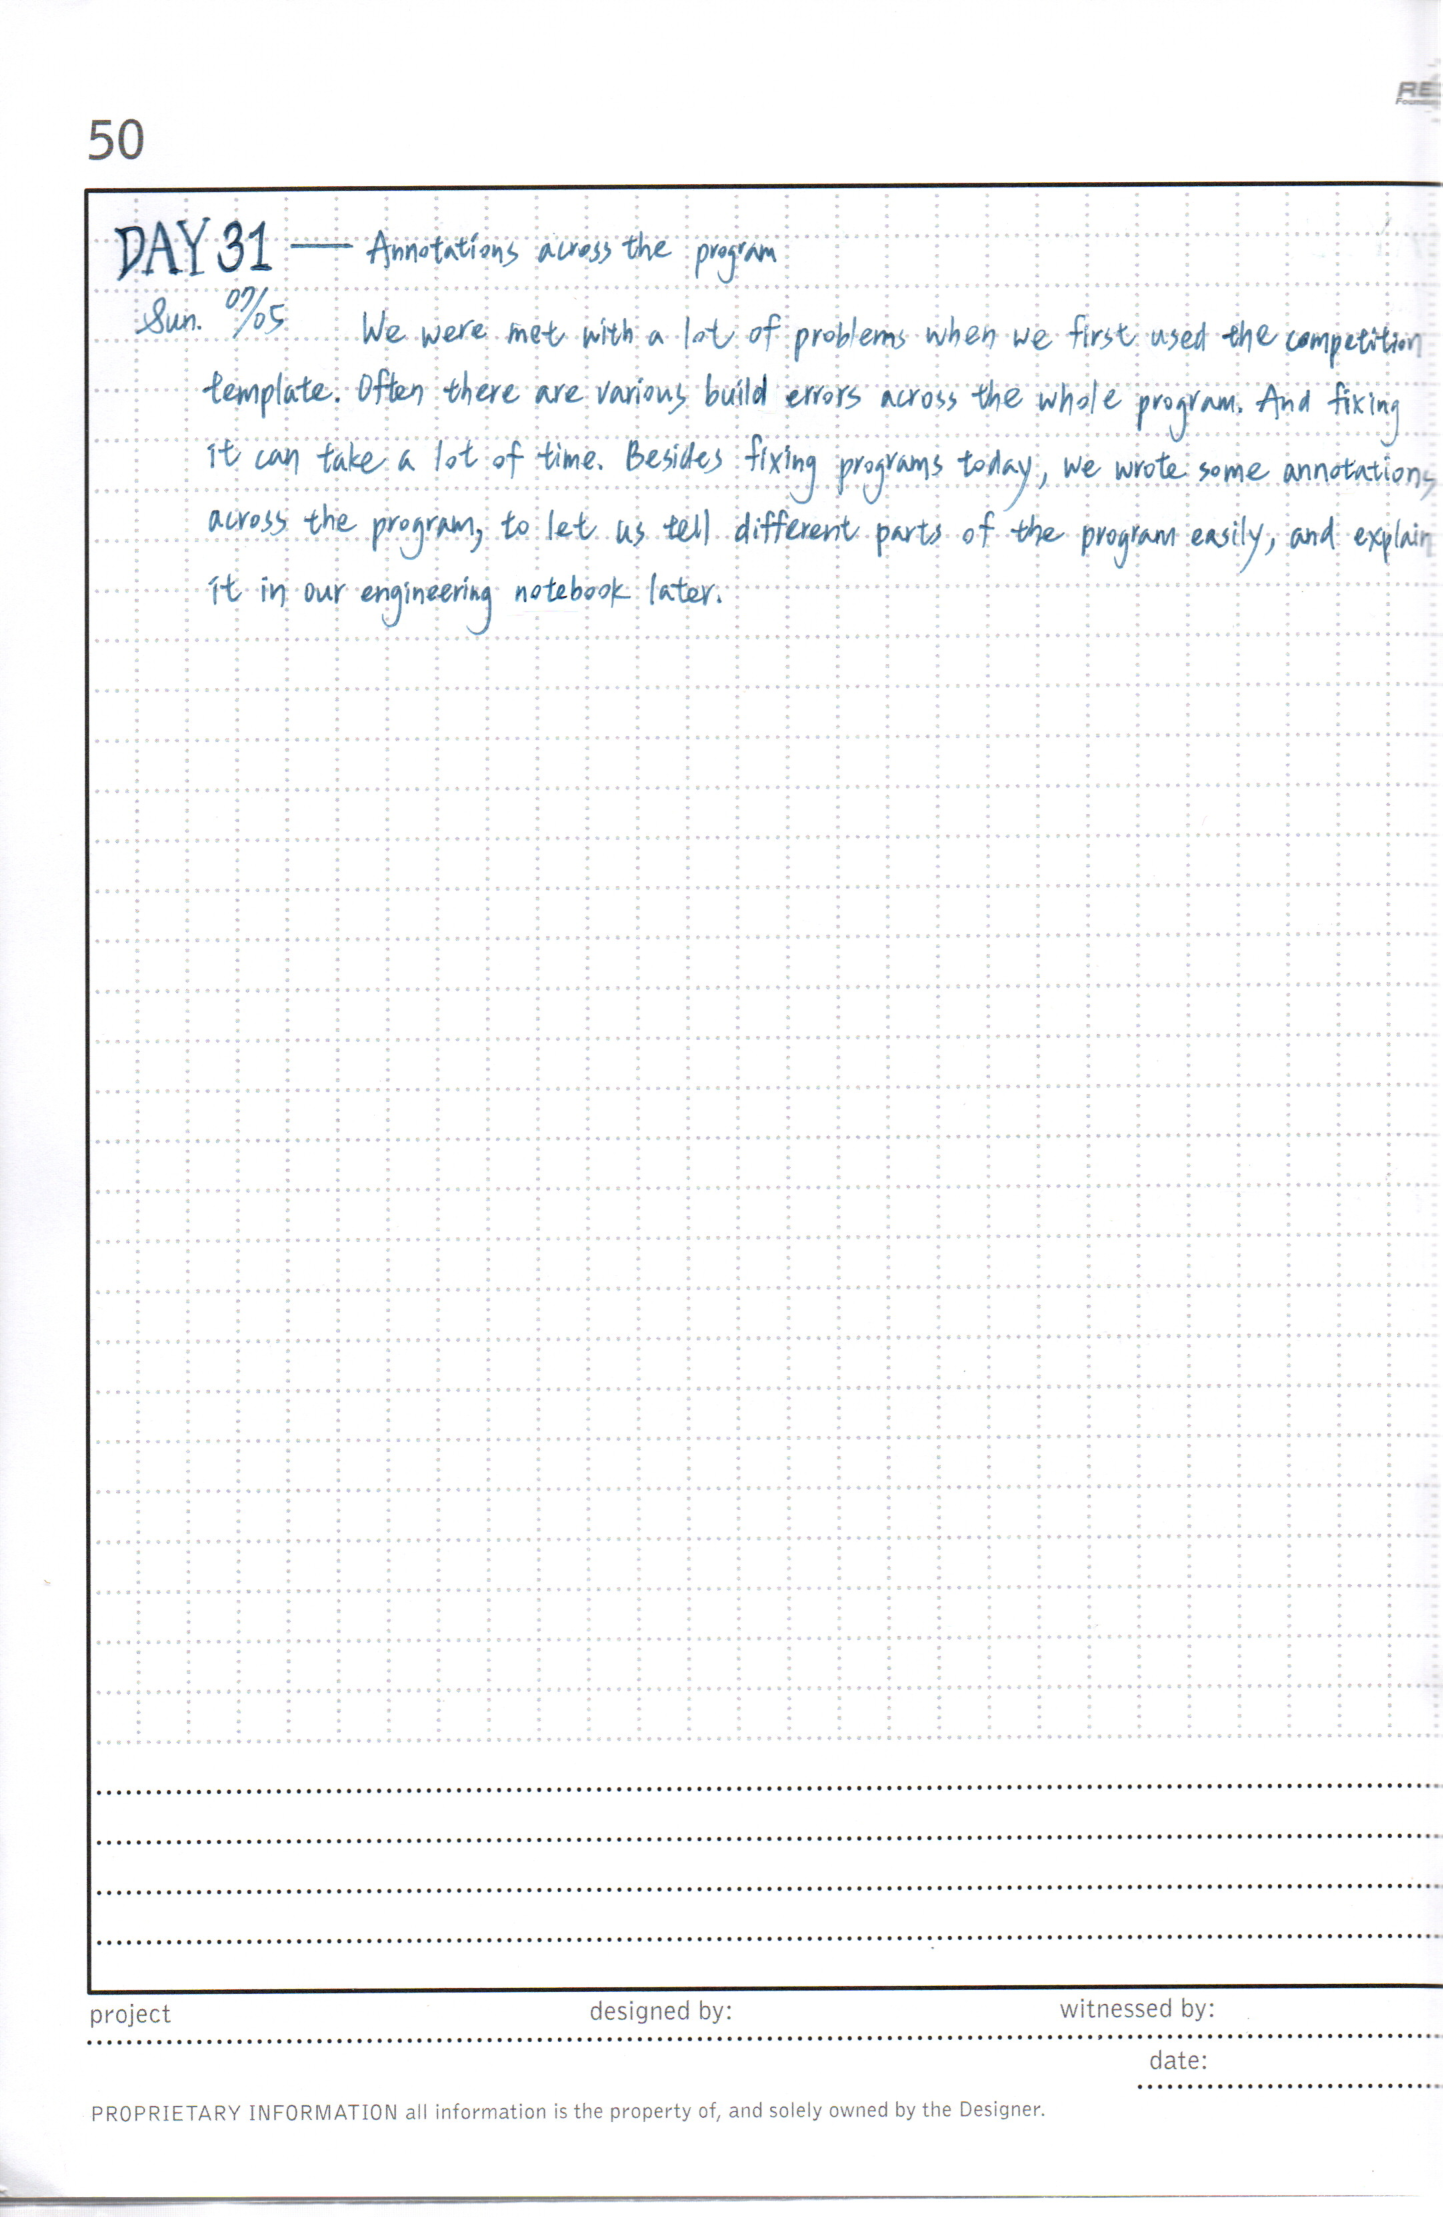 RE
50
DAY 31 — Annotations across the program
Sun. 07/05 We were met with a lot of problems when we first used the competition
template. Often there are various build errors across the whole program. And fixing
it can take a lot of time. Besides fixing programs today, we wrote some annotations
across the program, to let us tell different parts of the program easily, and explain
it in our engineering notebook later.
project designed by: witnessed by:
date:
PROPRIETARY INFORMATION all information is the property of, and solely owned by the Designer.